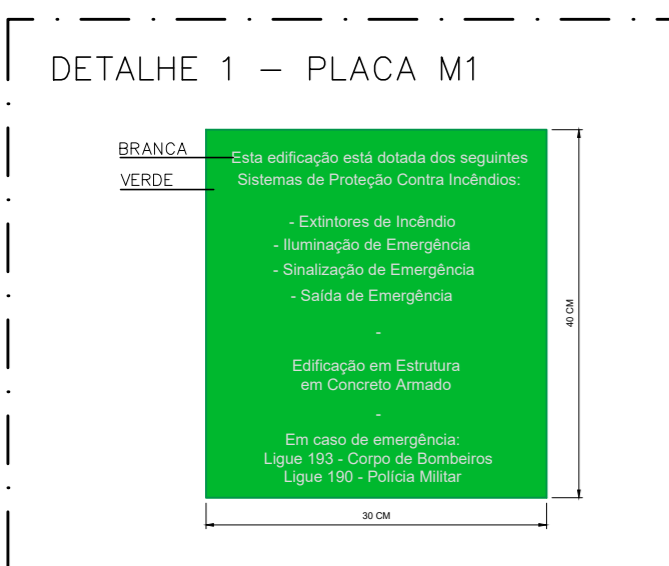 DETALHE 1 – PLACA M1
BRANCA
VERDE
Esta edificação está dotada dos seguintes
Sistemas de Proteção Contra Incêndios:
- Extintores de Incêndio
- Iluminação de Emergência
- Sinalização de Emergência
- Saída de Emergência
-
Edificação em Estrutura
em Concreto Armado
-
Em caso de emergência:
Ligue 193 - Corpo de Bombeiros
Ligue 190 - Polícia Militar
40 CM
30 CM